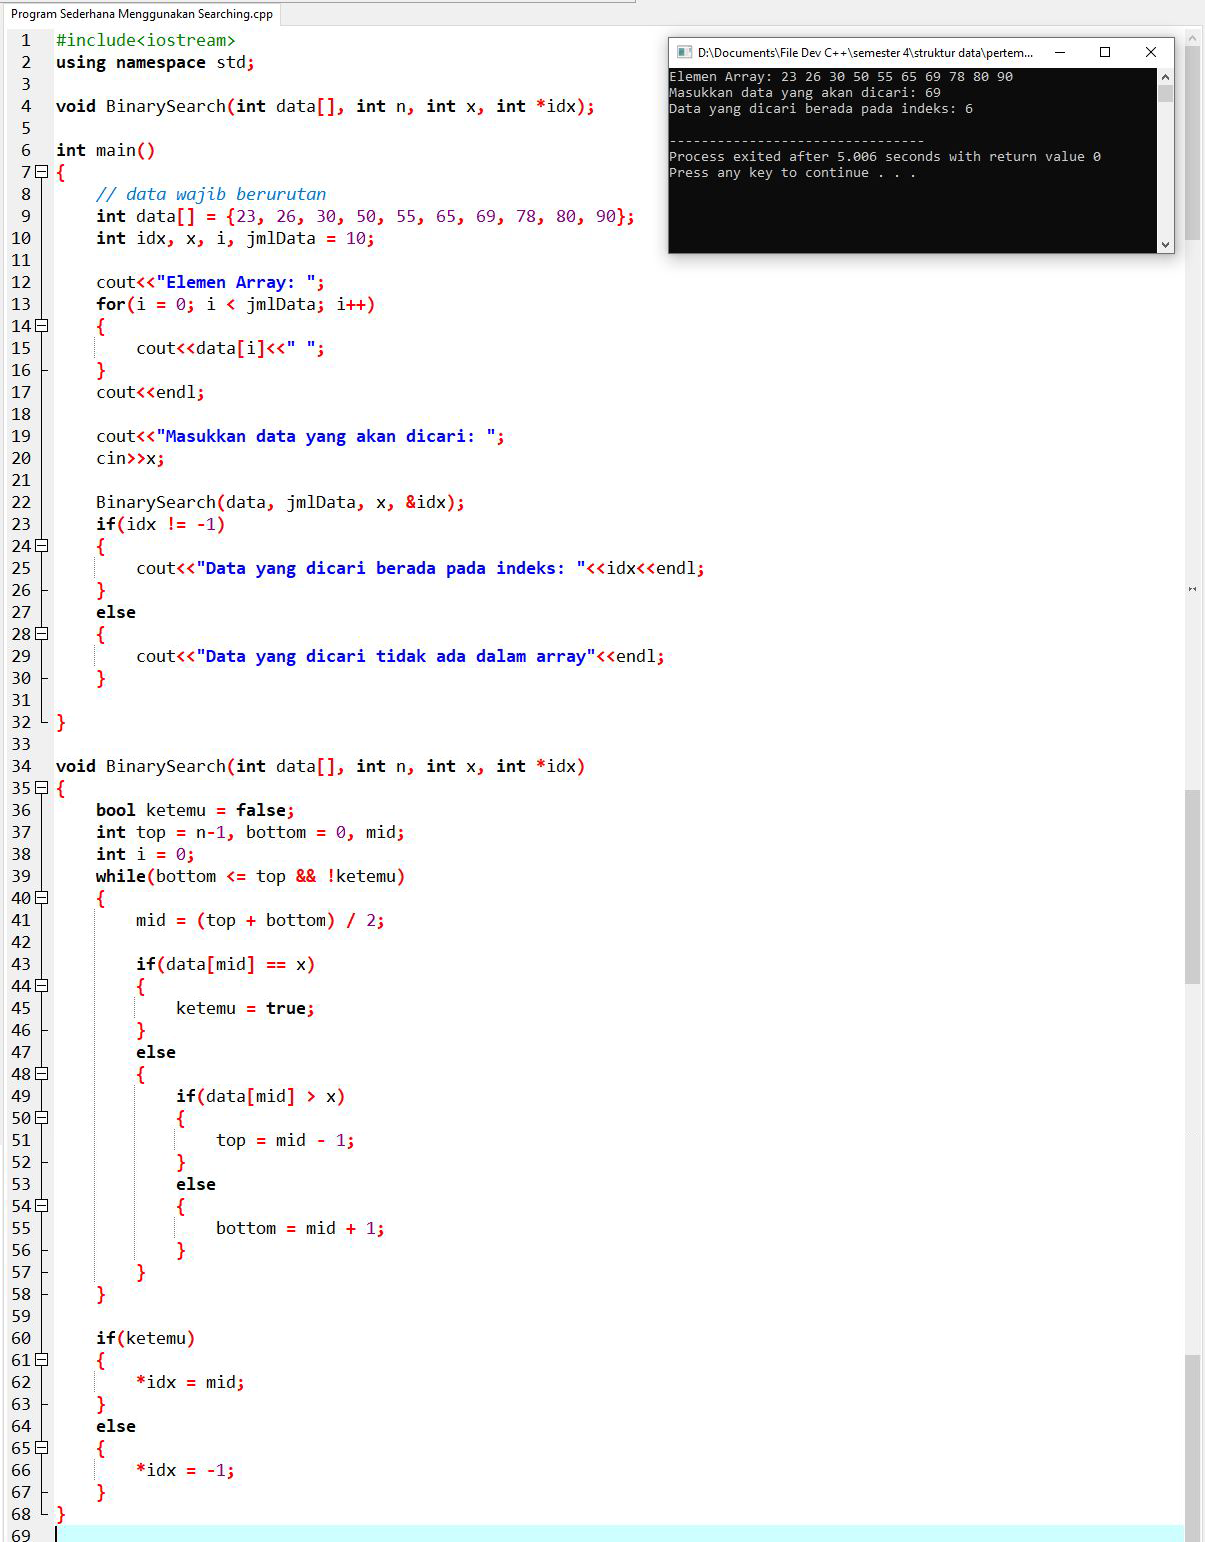 Program Sederhana Menggunakan Searching.cpp
1 #include<iostream>
2 using namespace std;
3
4 void BinarySearch(int data[], int n, int x, int *idx);
5
6 int main()
7 {
8 // data wajib berurutan
9 int data[] = {23, 26, 30, 50, 55, 65, 69, 78, 80, 90};
10 int idx, x, i, jmlData = 10;
11
12 cout<<"Elemen Array: ";
13 for(i = 0; i < jmlData; i++)
14 {
15 cout<<data[i]<<" ";
16 }
17 cout<<endl;
18
19 cout<<"Masukkan data yang akan dicari: ";
20 cin>>x;
21
22 BinarySearch(data, jmlData, x, &idx);
23 if(idx != -1)
24 {
25 cout<<"Data yang dicari berada pada indeks: "<<idx<<endl;
26 }
27 else
28 {
29 cout<<"Data yang dicari tidak ada dalam array"<<endl;
30 }
31
32 }
33
34 void BinarySearch(int data[], int n, int x, int *idx)
35 {
36 bool ketemu = false;
37 int top = n-1, bottom = 0, mid;
38 int i = 0;
39 while(bottom <= top && !ketemu)
40 {
41 mid = (top + bottom) / 2;
42
43 if(data[mid] == x)
44 {
45 ketemu = true;
46 }
47 else
48 {
49 if(data[mid] > x)
50 {
51 top = mid - 1;
52 }
53 else
54 {
55 bottom = mid + 1;
56 }
57 }
58 }
59
60 if(ketemu)
61 {
62 *idx = mid;
63 }
64 else
65 {
66 *idx = -1;
67 }
68 }
69
D:\Documents\File Dev C++\semester 4\struktur data\pertem...
Elemen Array: 23 26 30 50 55 65 69 78 80 90
Masukkan data yang akan dicari: 69
Data yang dicari berada pada indeks: 6
--------------------------------
Process exited after 5.006 seconds with return value 0
Press any key to continue . . .